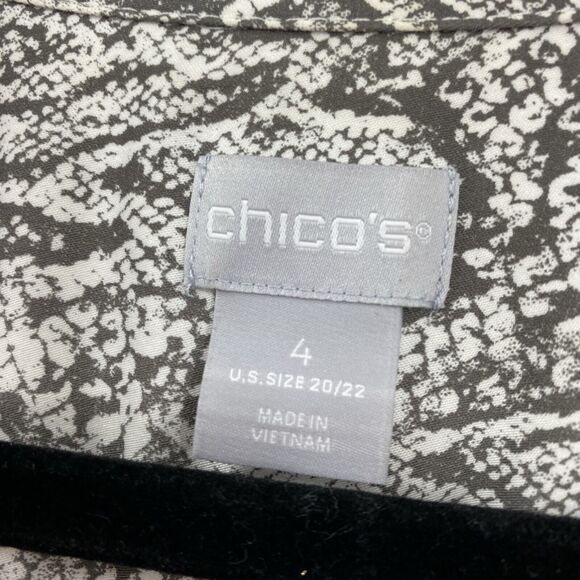 chico's®
4
U.S. SIZE 20/22
MADE IN
VIETNAM